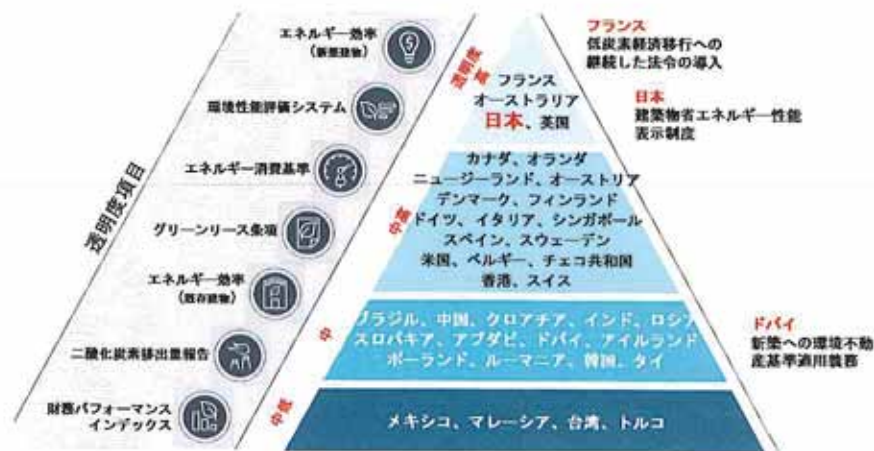 透明度項目
エネルギー効率
(新築建物)
環境性能評価システム
エネルギー消費基準
グリーンリース条項
エネルギー効率
(既存建物)
二酸化炭素排出量報告
財務パフォーマンス
インデックス
透明度
高
フランス
オーストラリア
日本、英国
中高
カナダ、オランダ
ニュージーランド、オーストリア
デンマーク、フィンランド
ドイツ、イタリア、シンガポール
スペイン、スウェーデン
米国、ベルギー、チェコ共和国
香港、スイス
中
ブラジル、中国、クロアチア、インド、ロシア
スロバキア、アブダビ、ドバイ、アイルランド
ポーランド、ルーマニア、韓国、タイ
中低
メキシコ、マレーシア、台湾、トルコ
フランス
低炭素経済移行への
継続した法令の導入
日本
建築物省エネルギー性能
表示制度
ドバイ
新築への環境不動
産基準適用義務